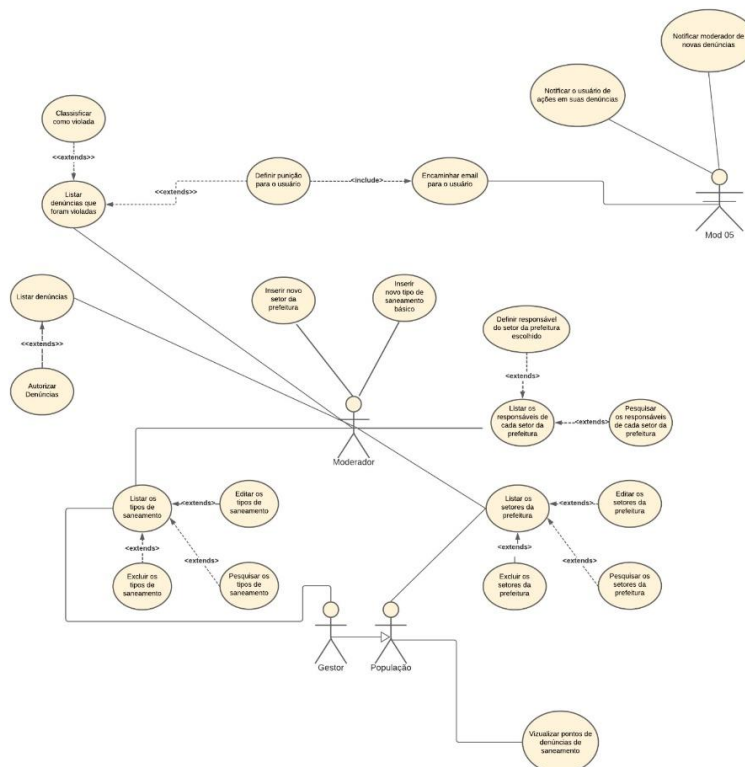 Notificar moderador de
novas denúncias
Notificar o usuário de
ações em suas denúncias
Classisficar
como violada
<<extends>>
Definir punição
para o usuário
<include>
Encaminhar email
para o usuário
<<extends>>
Listar
denúncias que
foram violadas
Mod 05
Listar denúncias
Inserir novo
setor da
prefeitura
Inserir
novo tipo de
saneamento
básico
Definir responsável
do setor da prefeitura
escolhido
<<extends>>
<extends>
Autorizar
Denúncias
Listar os
responsáveis de
cada setor da
prefeitura
<extends>
Pesquisar
os responsáveis
de cada setor da
prefeitura
Moderador
Listar os
tipos de
saneamento
<extends>
Editar os
tipos de
saneamento
Listar os
setores da
prefeitura
<extends>
Editar os
setores da
prefeitura
<extends>
<extends>
<extends>
<extends>
Excluir os
tipos de
saneamento
Pesquisar os
tipos de
saneamento
Excluir os
setores da
prefeitura
Pesquisar os
setores da
prefeitura
Gestor
População
Vizualizar pontos de
denúncias de
saneamento